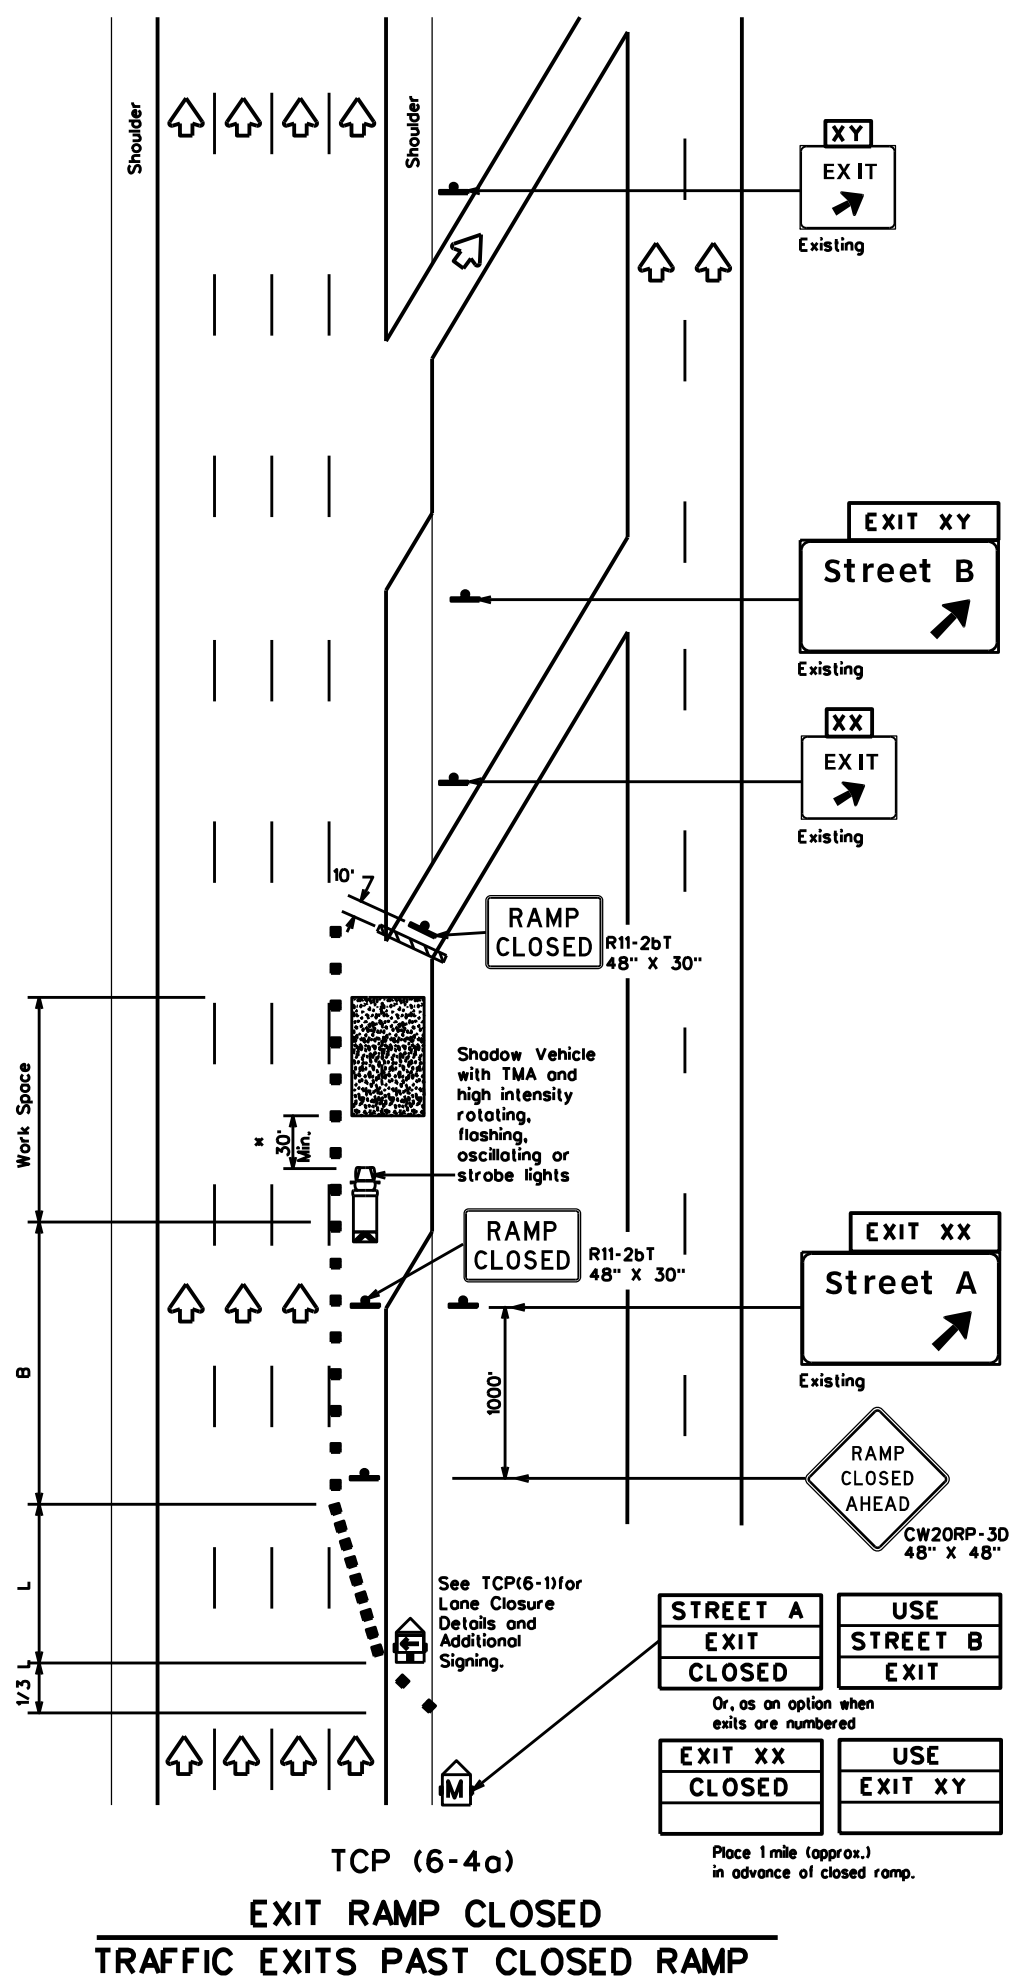 Shoulder
Shoulder
XY
EXIT
Existing
EXIT XY
Street B
Existing
XX
EXIT
Existing
10'
RAMP
CLOSED
R11-2bT
48" X 30"
Work Space
Shadow Vehicle
with TMA and
high intensity
rotating,
flashing,
oscillating or
strobe lights
*
30'
Min.
RAMP
CLOSED
R11-2bT
48" X 30"
EXIT XX
Street A
Existing
B
1000'
RAMP
CLOSED
AHEAD
CW20RP-3D
48" X 48"
L
1/3 L
See TCP(6-1)for
Lane Closure
Details and
Additional
Signing.
STREET A
EXIT
CLOSED
USE
STREET B
EXIT
Or, as an option when
exits are numbered
EXIT XX
CLOSED
USE
EXIT XY
M
Place 1 mile (approx.)
in advance of closed ramp.
TCP (6-4a)
EXIT RAMP CLOSED
TRAFFIC EXITS PAST CLOSED RAMP